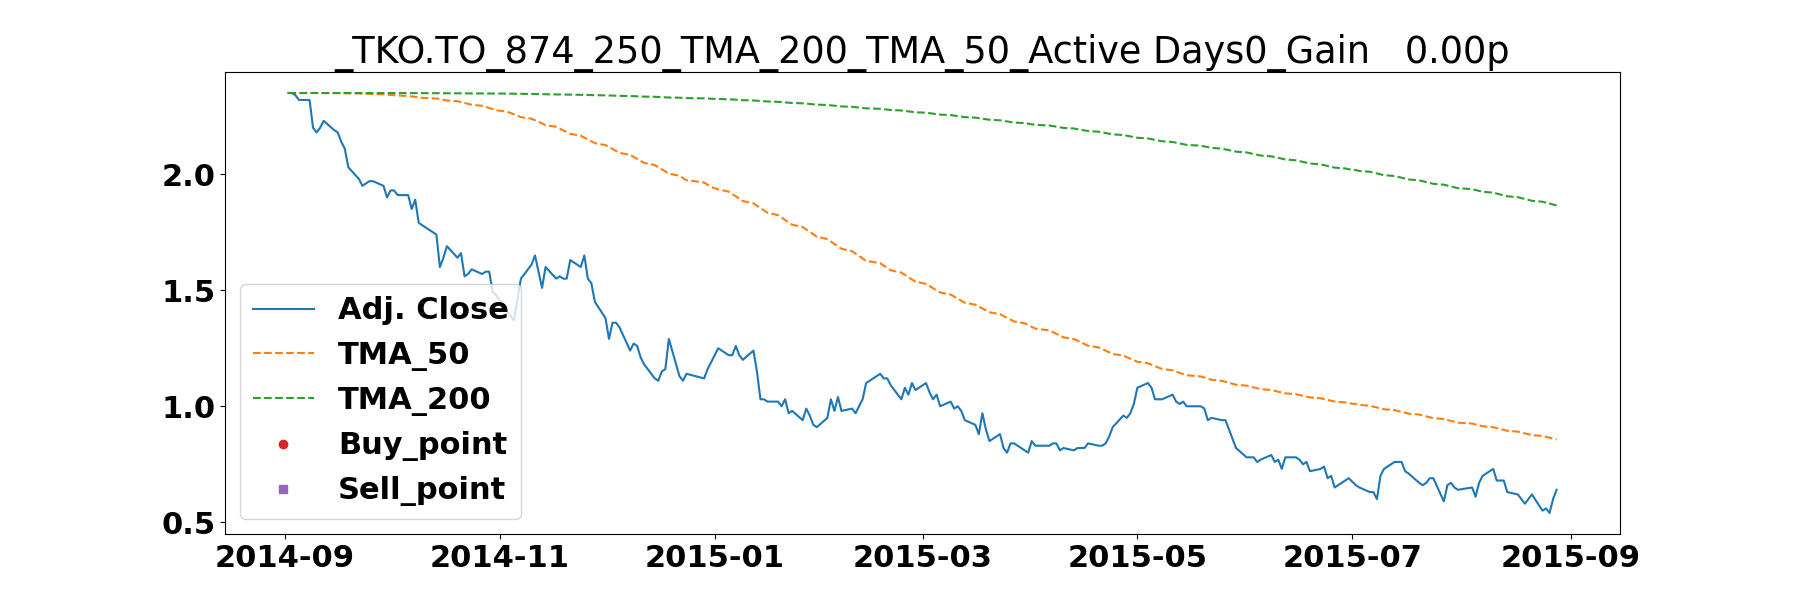 _TKO.TO_874_250_TMA_200_TMA_50_Active Days0_Gain   0.00p
2.0
1.5
1.0
0.5
Adj. Close
TMA_50
TMA_200
Buy_point
Sell_point
2014-09 2014-11 2015-01 2015-03 2015-05 2015-07 2015-09